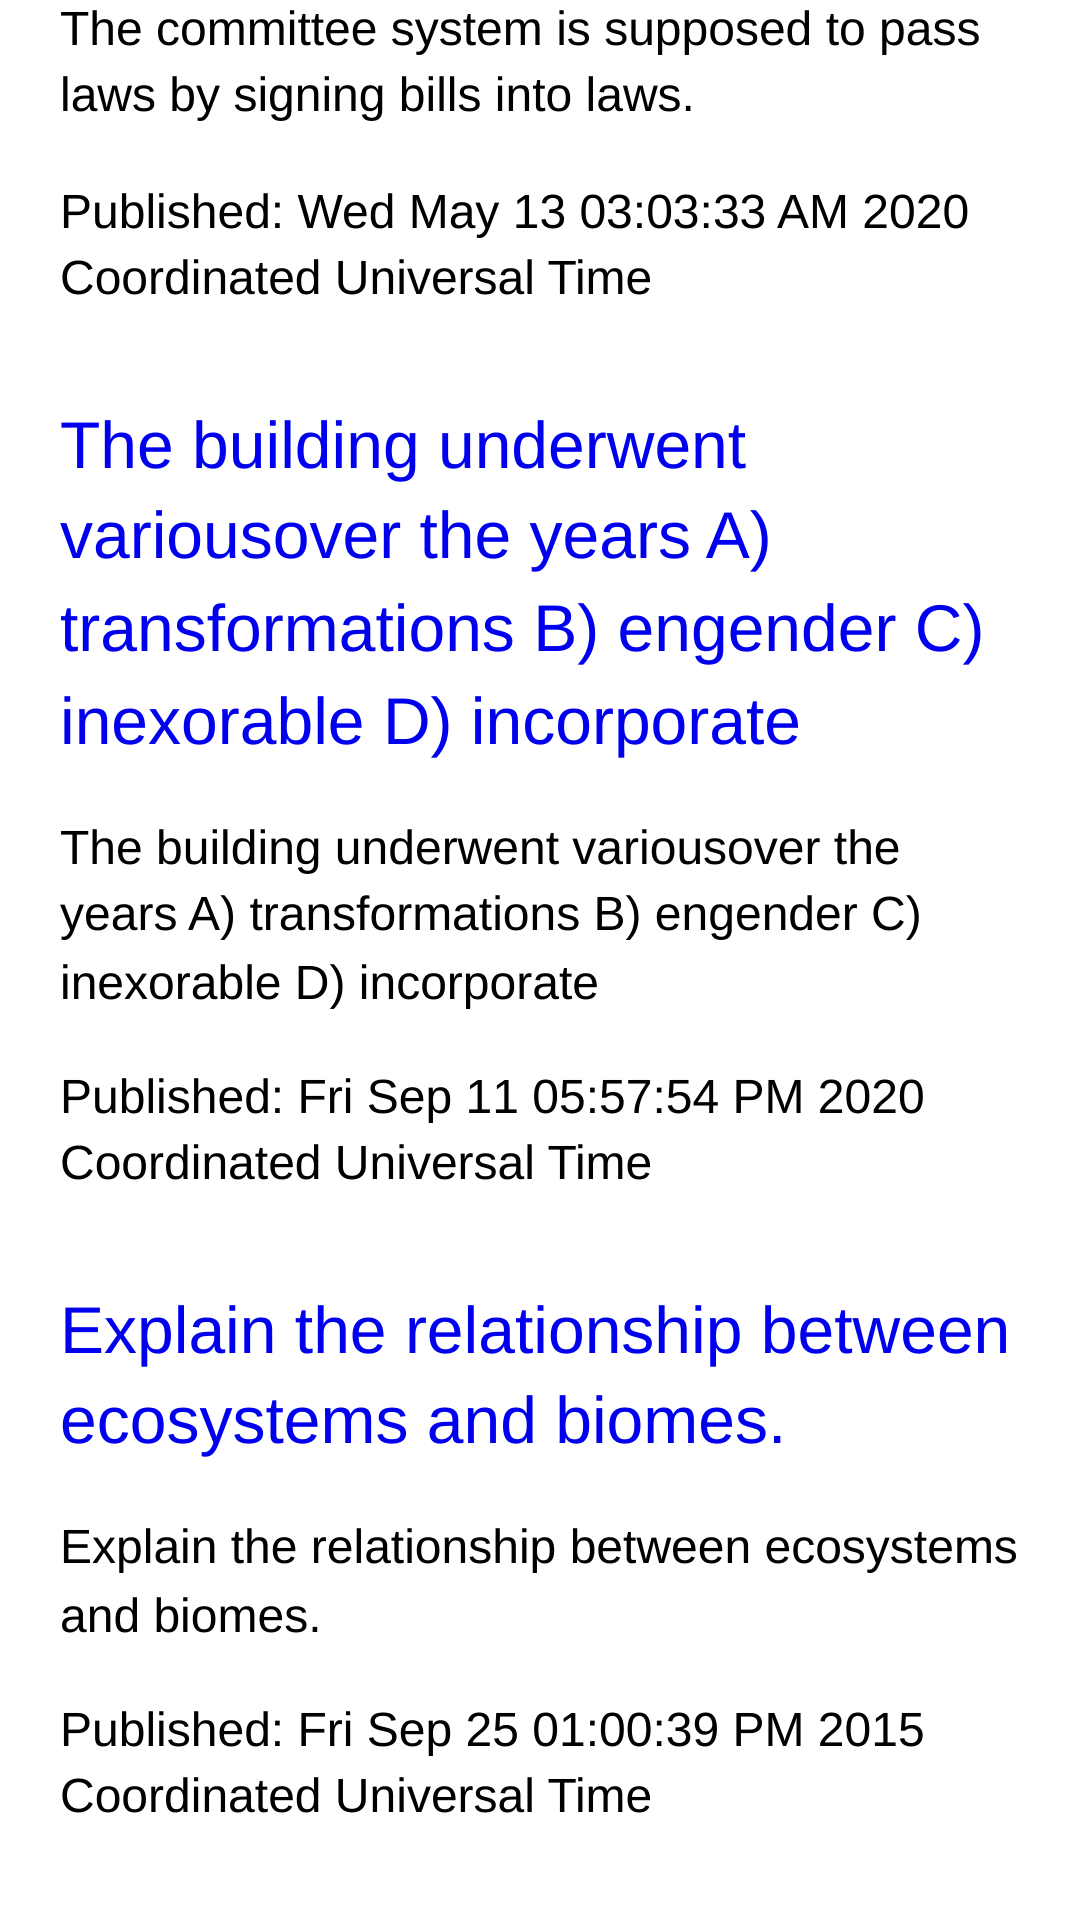 The committee system is supposed to pass
laws by signing bills into laws.
Published: Wed May 13 03:03:33 AM 2020
Coordinated Universal Time
The building underwent
variousover the years A)
transformations B) engender C)
inexorable D) incorporate
The building underwent variousover the
years A) transformations B) engender C)
inexorable D) incorporate
Published: Fri Sep 11 05:57:54 PM 2020
Coordinated Universal Time
Explain the relationship between
ecosystems and biomes.
Explain the relationship between ecosystems
and biomes.
Published: Fri Sep 25 01:00:39 PM 2015
Coordinated Universal Time